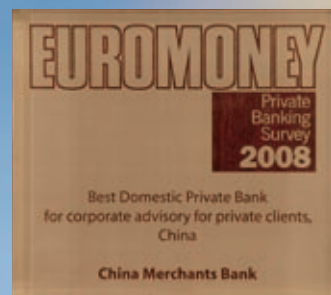 EUROMONEY
Private
Banking
Survey
2008
Best Domestic Private Bank
for corporate advisory for private clients,
China
China Merchants Bank